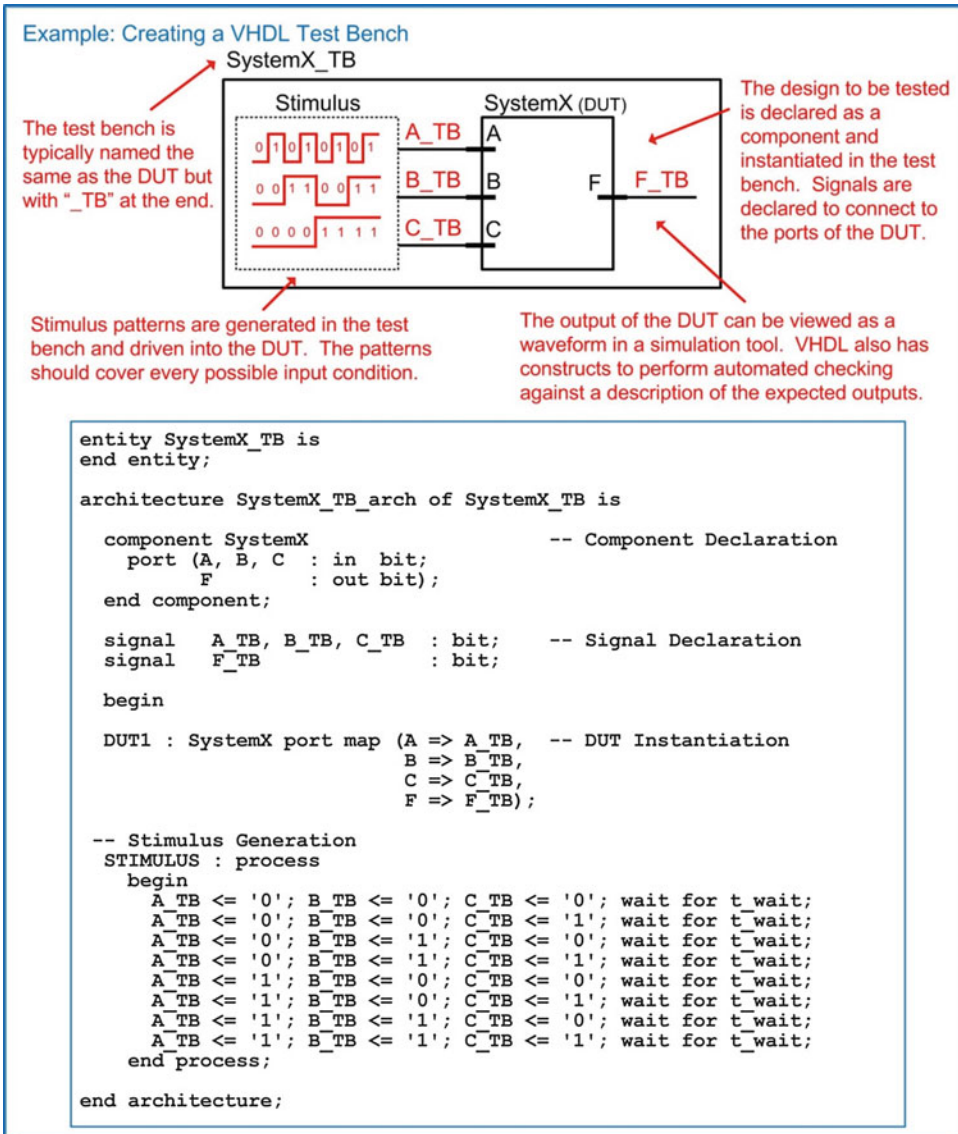 Example: Creating a VHDL Test Bench
SystemX_TB
The test bench is
typically named the
same as the DUT but
with “_TB” at the end.
Stimulus
0 1 0 1 0 1 0 1
0 0 1 1 0 0 1 1
0 0 0 0 1 1 1 1
A_TB
B_TB
C_TB
SystemX (DUT)
A
B
C
F
F_TB
The design to be tested
is declared as a
component and
instantiated in the test
bench. Signals are
declared to connect to
the ports of the DUT.
Stimulus patterns are generated in the test
bench and driven into the DUT. The patterns
should cover every possible input condition.
The output of the DUT can be viewed as a
waveform in a simulation tool. VHDL also has
constructs to perform automated checking
against a description of the expected outputs.
entity SystemX_TB is
end entity;
architecture SystemX_TB_arch of SystemX_TB is
component SystemX -- Component Declaration
port (A, B, C : in bit;
F : out bit);
end component;
signal A_TB, B_TB, C_TB : bit; -- Signal Declaration
signal F_TB : bit;
begin
DUT1 : SystemX port map (A => A_TB, -- DUT Instantiation
B => B_TB,
C => C_TB,
F => F_TB);
-- Stimulus Generation
STIMULUS : process
begin
A_TB <= '0'; B_TB <= '0'; C_TB <= '0'; wait for t_wait;
A_TB <= '0'; B_TB <= '0'; C_TB <= '1'; wait for t_wait;
A_TB <= '0'; B_TB <= '1'; C_TB <= '0'; wait for t_wait;
A_TB <= '0'; B_TB <= '1'; C_TB <= '1'; wait for t_wait;
A_TB <= '1'; B_TB <= '0'; C_TB <= '0'; wait for t_wait;
A_TB <= '1'; B_TB <= '0'; C_TB <= '1'; wait for t_wait;
A_TB <= '1'; B_TB <= '1'; C_TB <= '0'; wait for t_wait;
A_TB <= '1'; B_TB <= '1'; C_TB <= '1'; wait for t_wait;
end process;
end architecture;